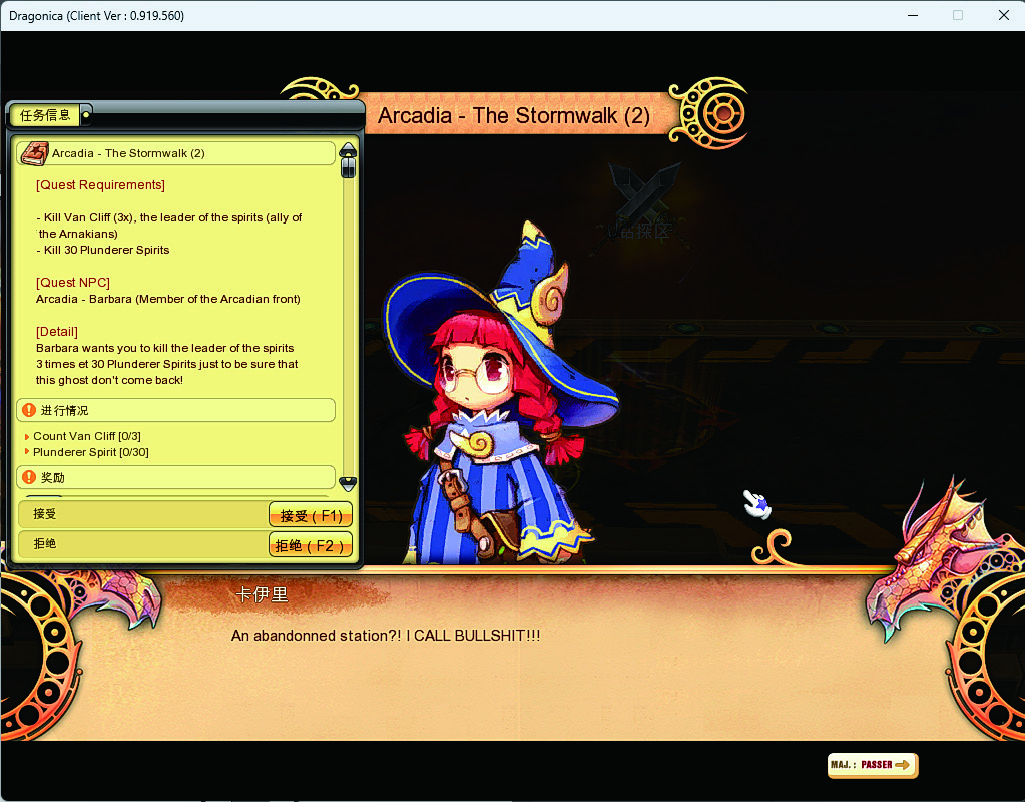 Dragonica (Client Ver : 0.919.560)
Arcadia - The Stormwalk (2)
任务信息
Arcadia - The Stormwalk (2)
[Quest Requirements]
- Kill Van Cliff (3x), the leader of the spirits (ally of
the Arnakians)
- Kill 30 Plunderer Spirits
[Quest NPC]
Arcadia - Barbara (Member of the Arcadian front)
[Detail]
Barbara wants you to kill the leader of the spirits
3 times et 30 Plunderer Spirits just to be sure that
this ghost don't come back!
进行情况
Count Van Cliff [0/3]
Plunderer Spirit [0/30]
奖励
接受
接受 ( F1)
拒绝
拒绝 ( F2 )
卡伊里
An abandonned station?! I CALL BULLSHIT!!!
MAJ. : PASSER